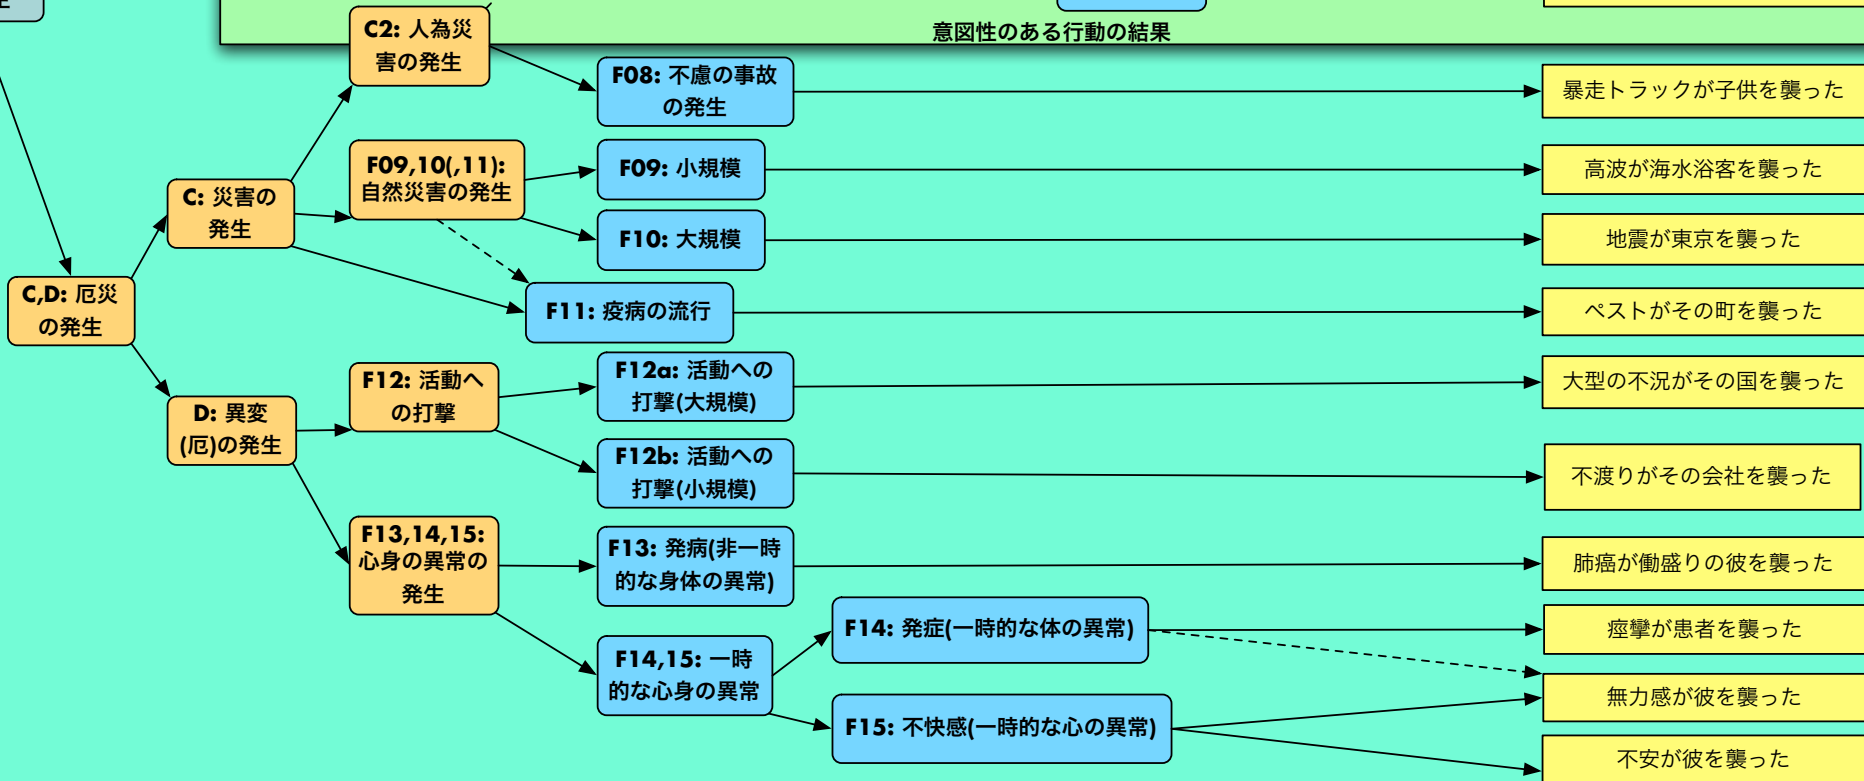 意図性のある行動の結果
C2: 人為災
害の発生
F08: 不慮の事故
の発生
暴走トラックが子供を襲った
F09,10(,11):
自然災害の発生
F09: 小規模
高波が海水浴客を襲った
C: 災害の
発生
F10: 大規模
地震が東京を襲った
C,D: 厄災
の発生
F11: 疫病の流行
ペストがその町を襲った
F12: 活動へ
の打撃
F12a: 活動への
打撃(大規模)
大型の不況がその国を襲った
D: 異変
(厄)の発生
F12b: 活動への
打撃(小規模)
不渡りがその会社を襲った
F13,14,15:
心身の異常の
発生
F13: 発病(非一時
的な身体の異常)
肺癌が働盛りの彼を襲った
F14: 発症(一時的な体の異常)
痙攣が患者を襲った
F14,15: 一時
的な心身の異常
無力感が彼を襲った
F15: 不快感(一時的な心の異常)
不安が彼を襲った